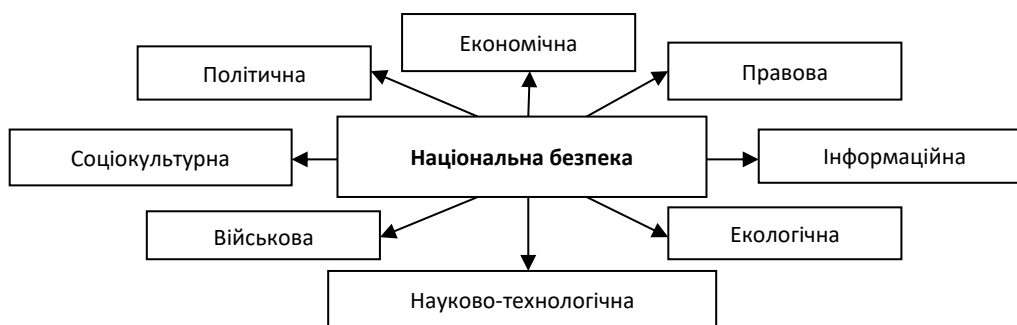 Економічна
Політична
Правова
Соціокультурна
Національна безпека
Інформаційна
Військова
Екологічна
Науково-технологічна